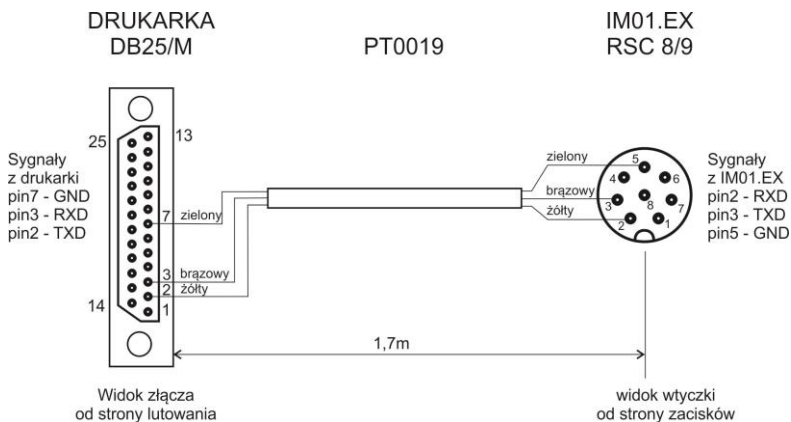 DRUKARKA
DB25/M
PT0019
IM01.EX
RSC 8/9
25
13
Sygnały
z drukarki
pin7 - GND
pin3 - RXD
pin2 - TXD
7
zielony
3
brązowy
2
żółty
14
1
zielony
brązowy
żółty
5
4
6
3
8
7
2
1
Sygnały
z IM01.EX
pin2 - RXD
pin3 - TXD
pin5 - GND
1,7m
Widok złącza
od strony lutowania
widok wtyczki
od strony zacisków